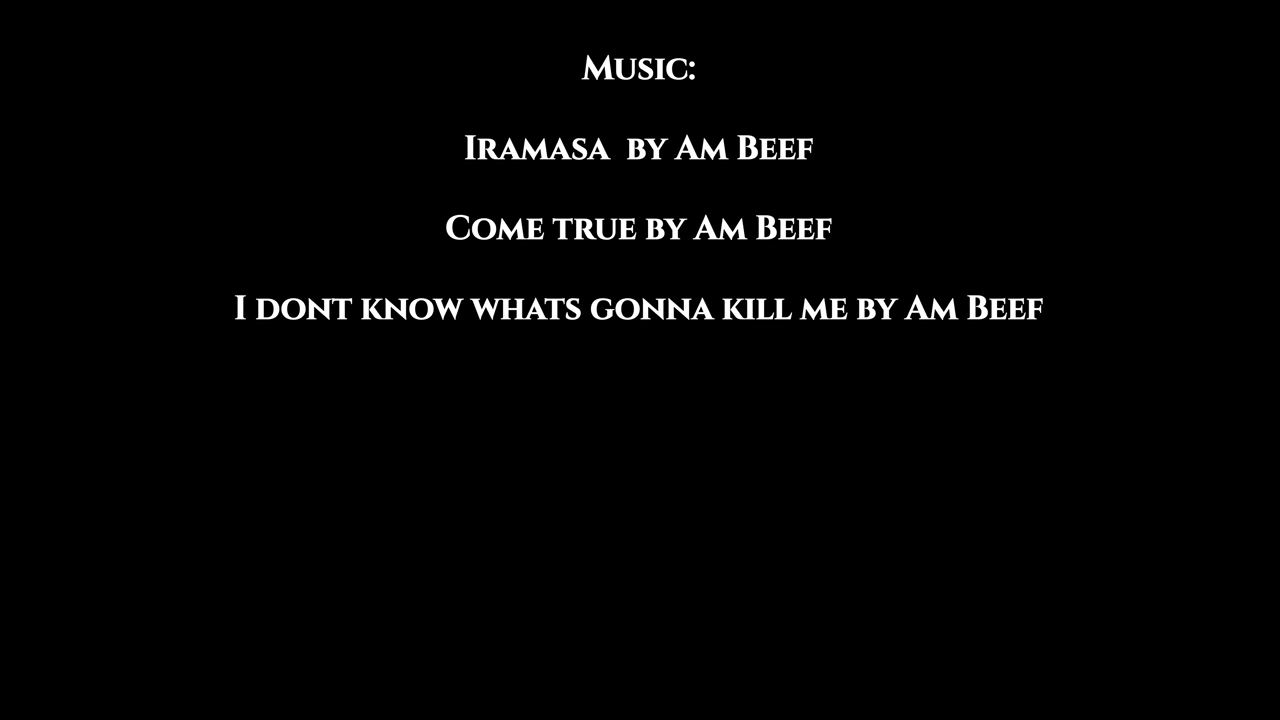 Music:
Iramasa  by Am Beef
Come true by Am Beef
I dont know whats gonna kill me by Am Beef